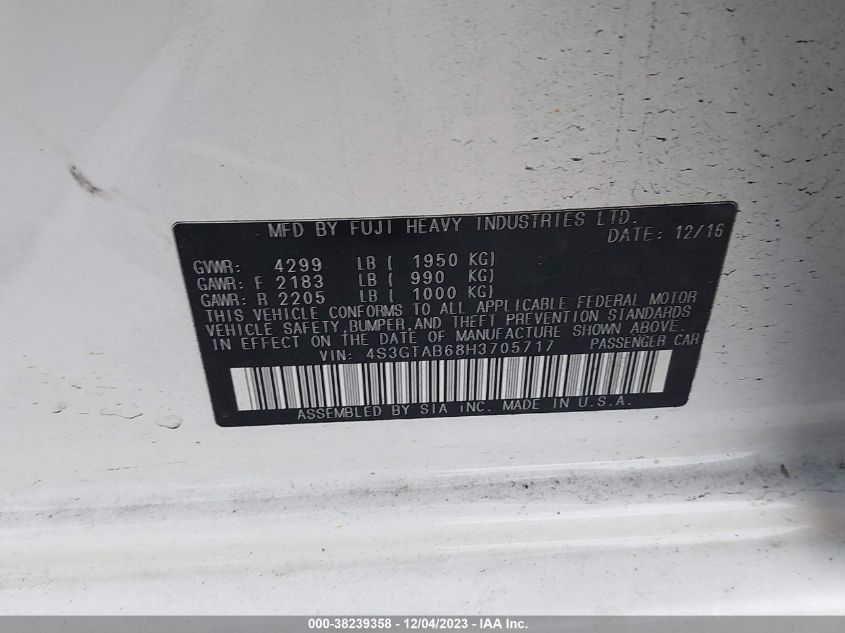 MFD BY FUJI HEAVY INDUSTRIES LTD.
DATE: 12/16
GVWR: 4299 LB ( 1950 KG)
GAWR: F 2183 LB ( 990 KG)
GAWR: R 2205 LB ( 1000 KG)
THIS VEHICLE CONFORMS TO ALL APPLICABLE FEDERAL MOTOR
VEHICLE SAFETY,BUMPER,AND THEFT PREVENTION STANDARDS
IN EFFECT ON THE DATE OF MANUFACTURE SHOWN ABOVE.
VIN: 4S3GTAB68H3705717 PASSENGER CAR
ASSEMBLED BY SIA INC. MADE IN U.S.A.
000-38239358 - 12/04/2023 - IAA Inc.